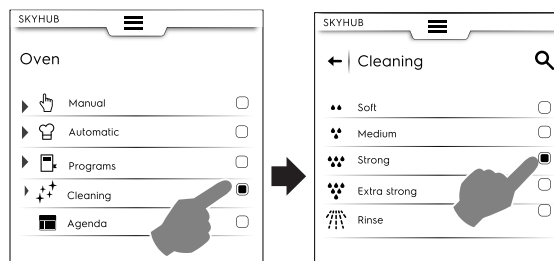 SKYHUB
Oven
Manual
Automatic
Programs
Cleaning
Agenda
SKYHUB
Cleaning
Soft
Medium
Strong
Extra strong
Rinse